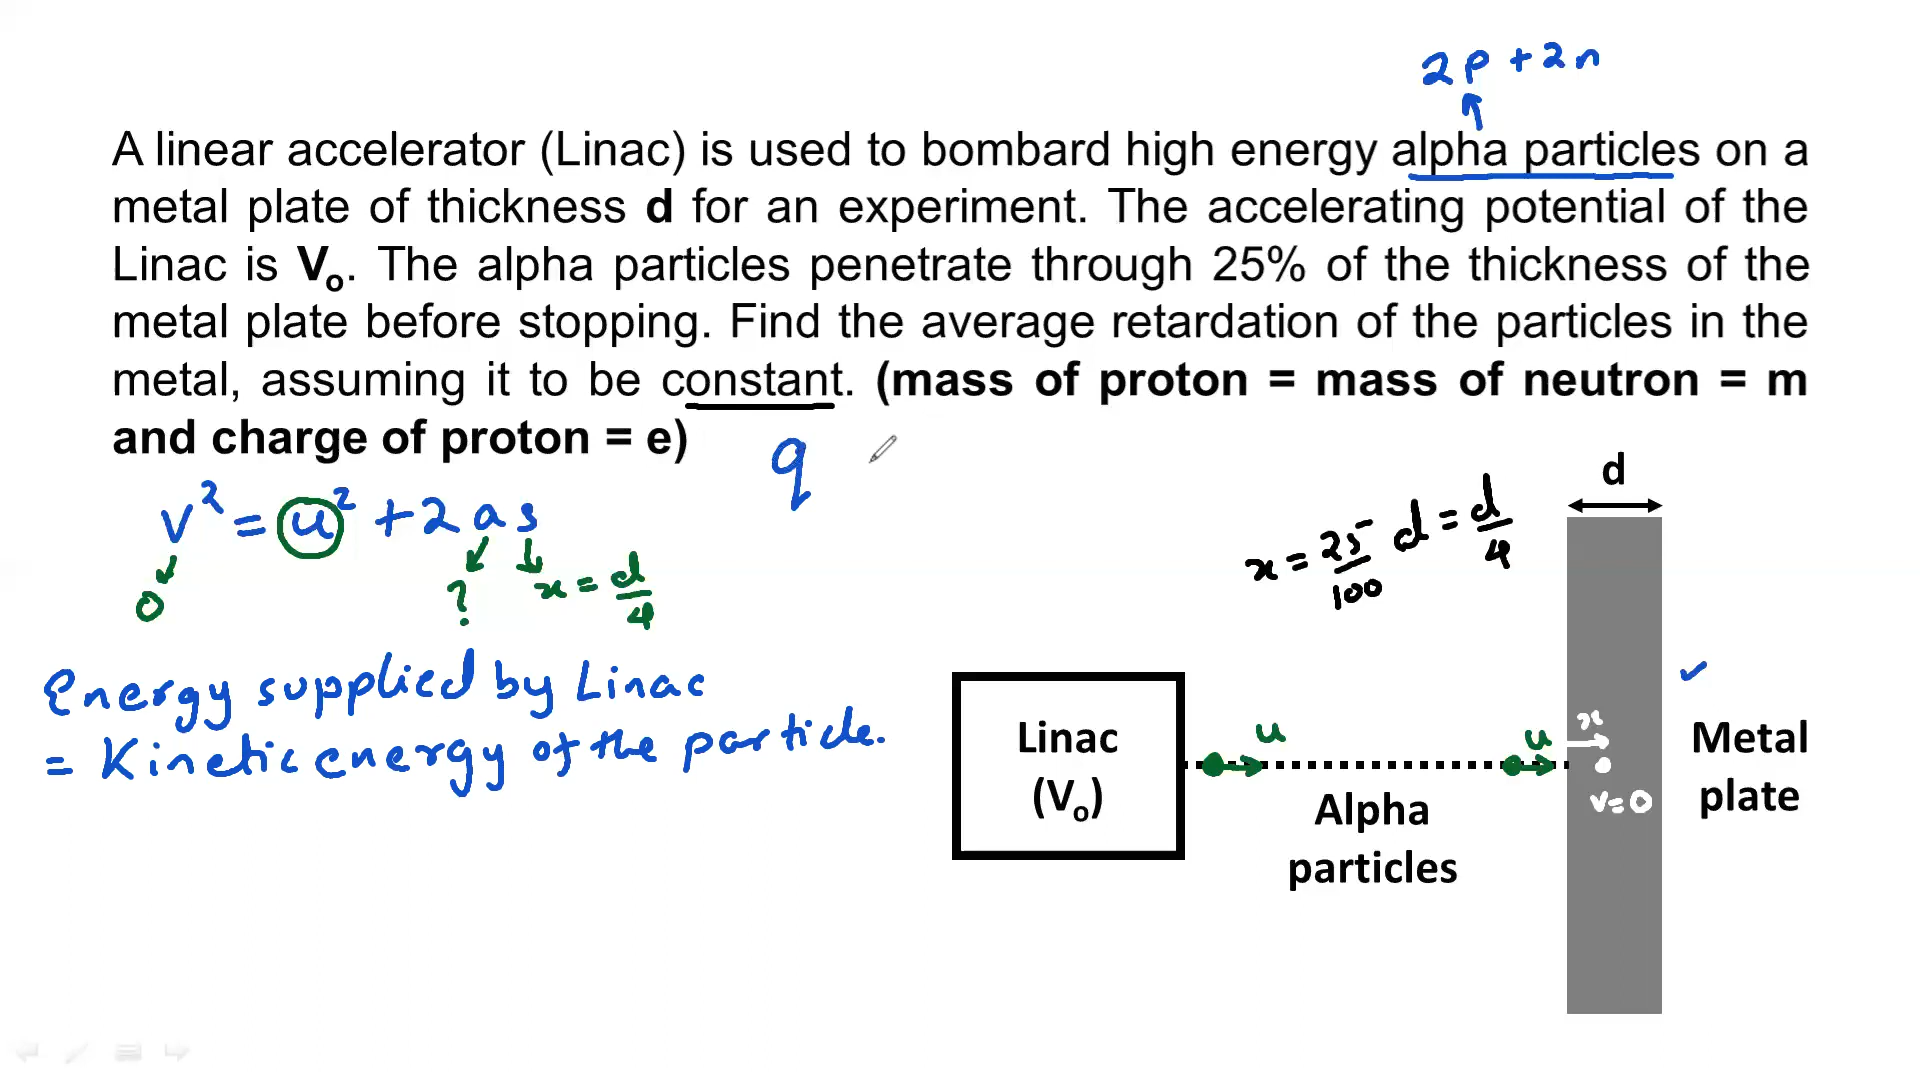 2p + 2n
A linear accelerator (Linac) is used to bombard high energy alpha particles on a
metal plate of thickness d for an experiment. The accelerating potential of the
Linac is Vo. The alpha particles penetrate through 25% of the thickness of the
metal plate before stopping. Find the average retardation of the particles in the
metal, assuming it to be constant. (mass of proton = mass of neutron = m
and charge of proton = e)
q
v² = u² + 2as
0
?
x = d/4
x = 25/100 d = d/4
d
Energy supplied by Linac
= Kinetic energy of the particle.
Linac
(Vo)
u
u
x
v=0
Alpha
particles
Metal
plate